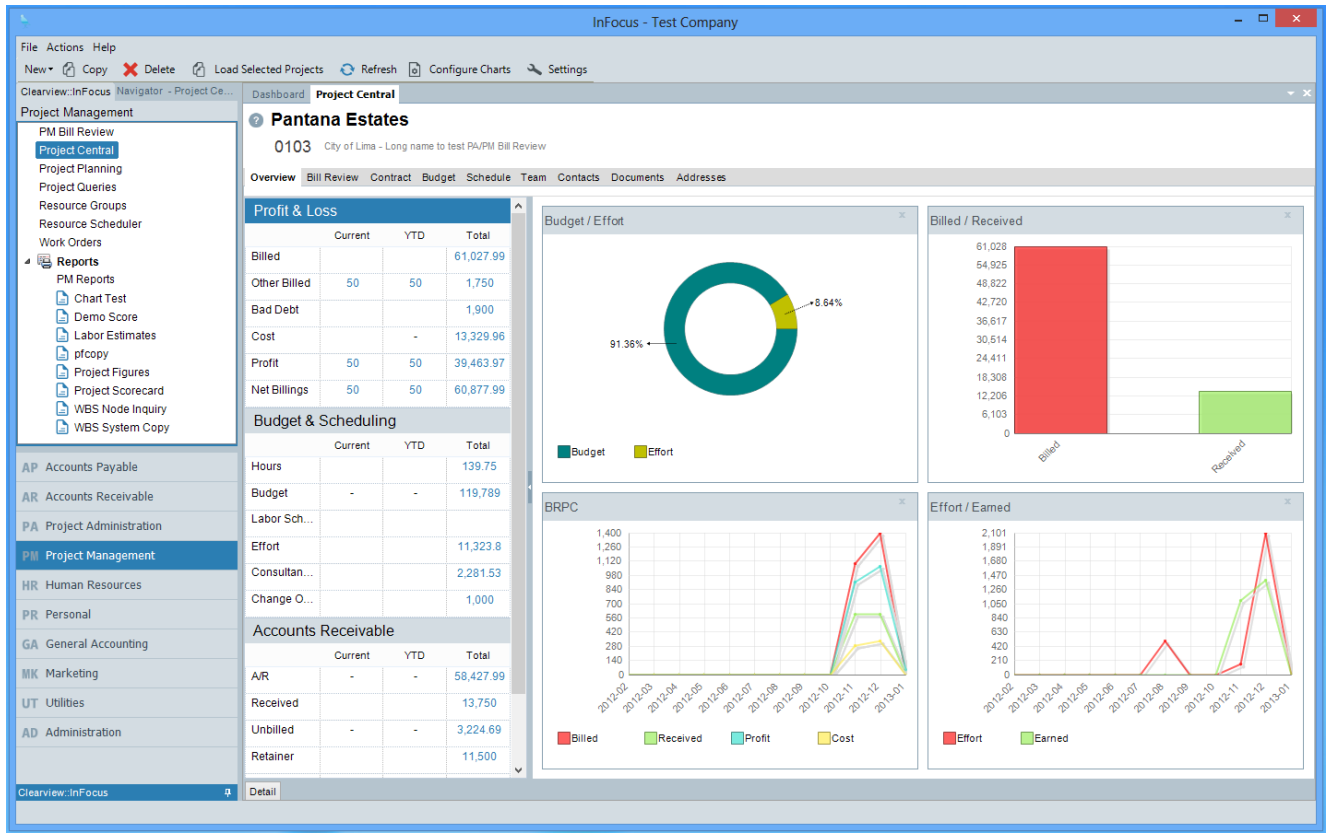 InFocus - Test Company
File Actions Help
New Copy Delete Load Selected Projects Refresh Configure Charts Settings
Clearview::InFocus Navigator - Project Ce...
Project Management
PM Bill Review
Project Central
Project Planning
Project Queries
Resource Groups
Resource Scheduler
Work Orders
Reports
PM Reports
Chart Test
Demo Score
Labor Estimates
pfcopy
Project Figures
Project Scorecard
WBS Node Inquiry
WBS System Copy
AP Accounts Payable
AR Accounts Receivable
PA Project Administration
PM Project Management
HR Human Resources
PR Personal
GA General Accounting
MK Marketing
UT Utilities
AD Administration
Clearview::InFocus
Dashboard Project Central
Pantana Estates
0103 City of Lima - Long name to test PA/PM Bill Review
Overview Bill Review Contract Budget Schedule Team Contacts Documents Addresses
Profit & Loss
Current YTD Total
Billed 61,027.99
Other Billed 50 50 1,750
Bad Debt 1,900
Cost - 13,329.96
Profit 50 50 39,463.97
Net Billings 50 50 60,877.99
Budget & Scheduling
Current YTD Total
Hours 139.75
Budget - - 119,789
Labor Sch...
Effort 11,323.8
Consultan... 2,281.53
Change O... 1,000
Accounts Receivable
Current YTD Total
A/R - - 58,427.99
Received 13,750
Unbilled - - 3,224.69
Retainer 11,500
Detail
Budget / Effort
8.64%
91.36%
Budget Effort
Billed / Received
61,028
54,925
48,822
42,720
36,617
30,514
24,411
18,308
12,206
6,103
0
Billed Received
BRPC
1,400
1,260
1,120
980
840
700
560
420
280
140
0
2012-02 2012-03 2012-04 2012-05 2012-06 2012-07 2012-08 2012-09 2012-10 2012-11 2012-12 2013-01
Billed Received Profit Cost
Effort / Earned
2,101
1,891
1,680
1,470
1,260
1,050
840
630
420
210
0
2012-02 2012-03 2012-04 2012-05 2012-06 2012-07 2012-08 2012-09 2012-10 2012-11 2012-12 2013-01
Effort Earned